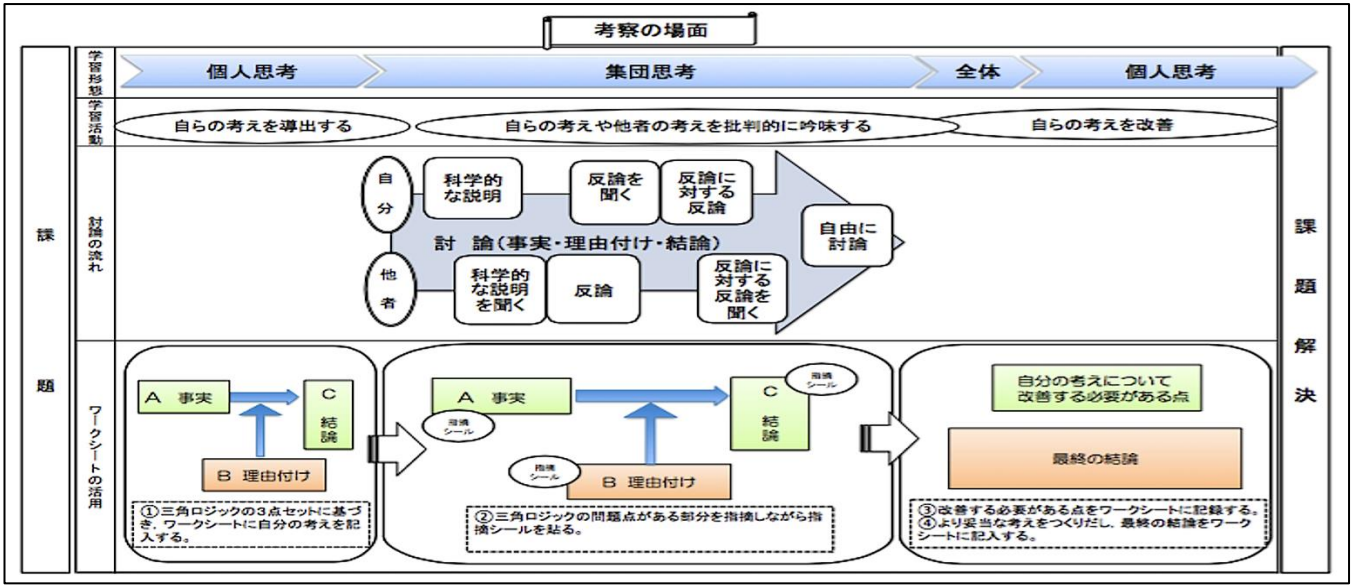 考察の場面
課
題
学習形態
個人思考
集団思考
全体
個人思考
学習活動
自らの考えを導出する
自らの考えや他者の考えを批判的に吟味する
自らの考えを改善
討論の流れ
自
分
科学的
な説明
反論を
聞く
反論に
対する
反論
討 論(事実・理由付け・結論)
自由に
討論
他
者
科学的
な説明
を聞く
反論
反論に
対する
反論を
聞く
ワークシートの活用
A 事実
C
結
論
B 理由付け
①三角ロジックの3点セットに基づ
き,ワークシートに自分の考えを記
入する。
A 事実
指摘
シール
C
結
論
指摘
シール
指摘
シール
B 理由付け
②三角ロジックの問題点がある部分を指摘しながら指
摘シールを貼る。
自分の考えについて
改善する必要がある点
最終の結論
③改善する必要がある点をワークシートに記録する。
④より妥当な考えをつくりだし,最終の結論をワーク
シートに記入する。
課
題
解
決